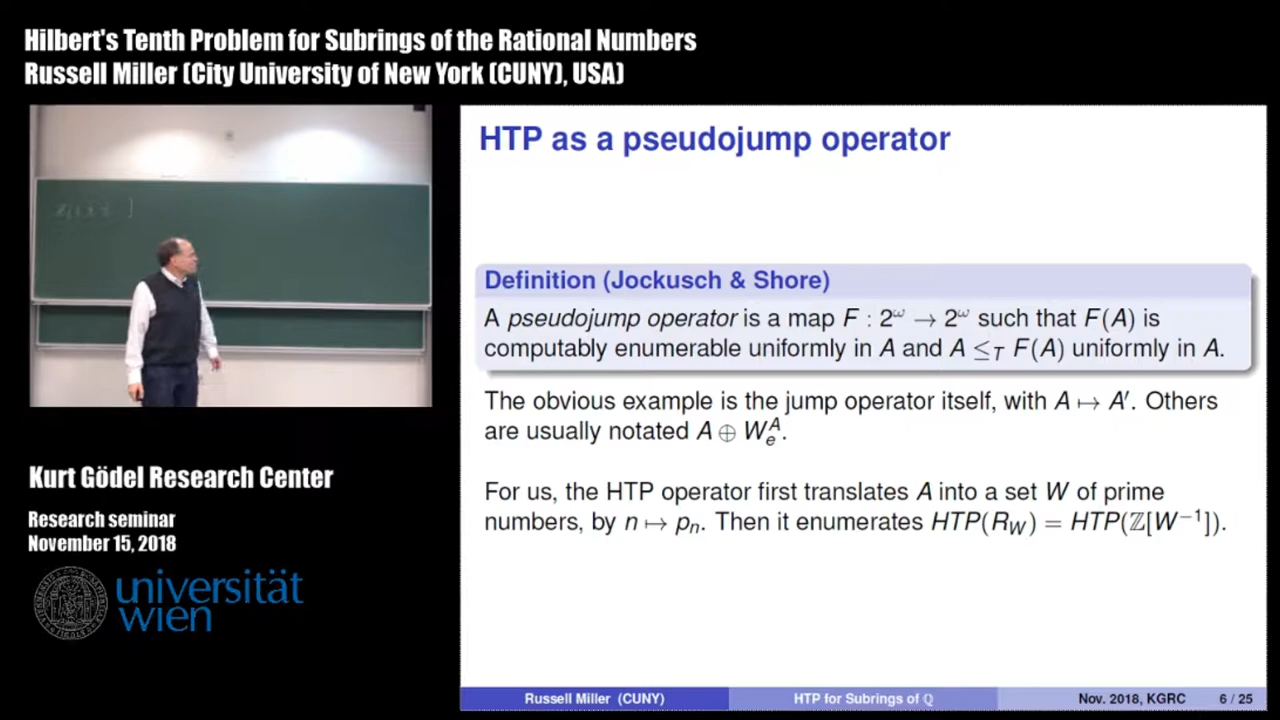 Hilbert's Tenth Problem for Subrings of the Rational Numbers
Russell Miller (City University of New York (CUNY), USA)
HTP as a pseudojump operator
Definition (Jockusch & Shore)
A pseudojump operator is a map F : 2^ω → 2^ω such that F(A) is
computably enumerable uniformly in A and A ≤_T F(A) uniformly in A.
The obvious example is the jump operator itself, with A ↦ A′. Others
are usually notated A ⊕ W_e^A.
For us, the HTP operator first translates A into a set W of prime
numbers, by n ↦ p_n. Then it enumerates HTP(R_W) = HTP(ℤ[W^{−1}]).
Kurt Gödel Research Center
Research seminar
November 15, 2018
universität
wien
Russell Miller (CUNY)
HTP for Subrings of ℚ
Nov. 2018, KGRC
6 / 25